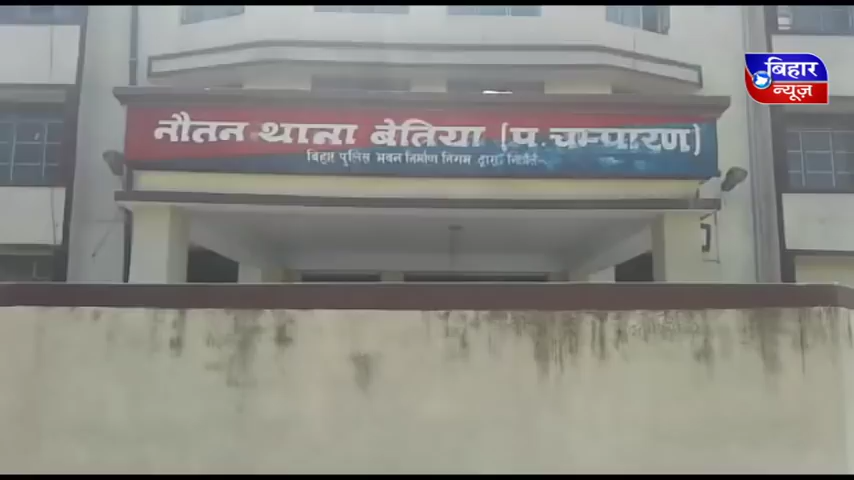 बिहार
न्यूज़
नौतन थाना बेतिया (प.चम्पारण)
बिहार पुलिस भवन निर्माण निगम द्वारा निर्मित